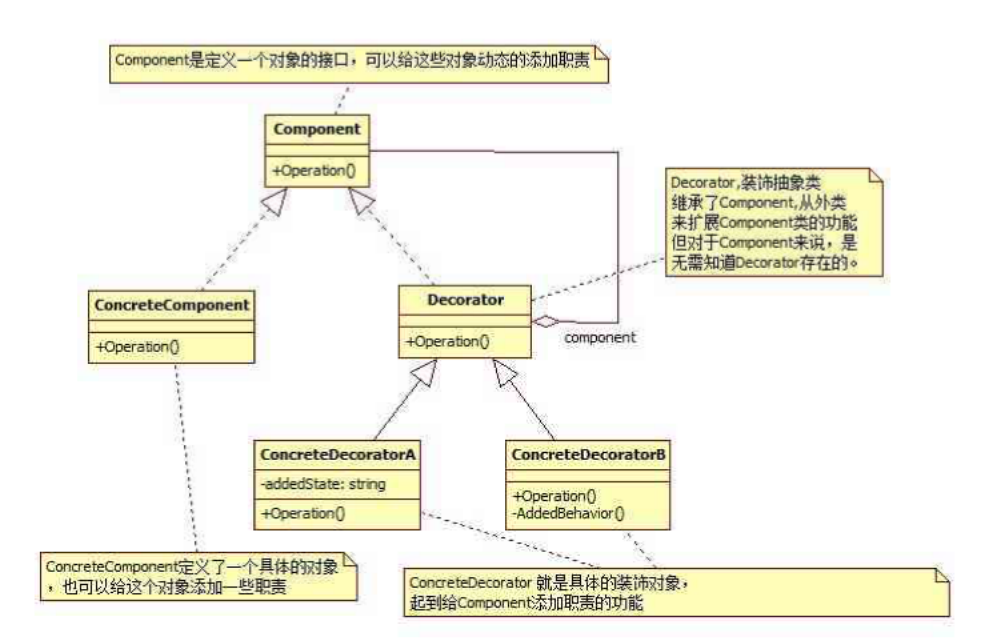 Component是定义一个对象的接口，可以给这些对象动态的添加职责
Component
+Operation()
Decorator,装饰抽象类
继承了Component,从外类
来扩展Component类的功能
但对于Component来说，是
无需知道Decorator存在的。
ConcreteComponent
+Operation()
Decorator
+Operation()
component
ConcreteDecoratorA
-addedState: string
+Operation()
ConcreteDecoratorB
+Operation()
-AddedBehavior()
ConcreteComponent定义了一个具体的对象
，也可以给这个对象添加一些职责
ConcreteDecorator 就是具体的装饰对象，
起到给Component添加职责的功能